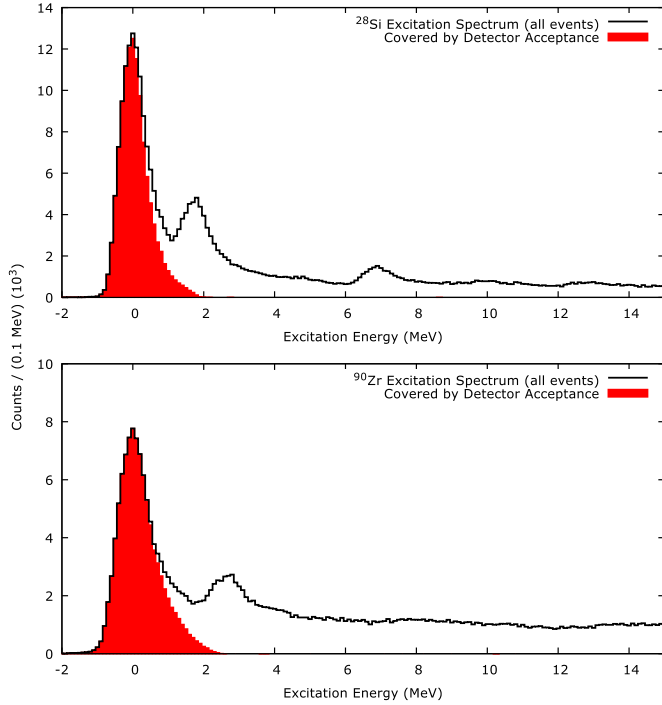 14
12
10
8
6
4
2
0
²⁸Si Excitation Spectrum (all events)
Covered by Detector Acceptance
-2 0 2 4 6 8 10 12 14
Excitation Energy (MeV)
Counts / (0.1 MeV) (10³)
10
8
6
4
2
0
⁹⁰Zr Excitation Spectrum (all events)
Covered by Detector Acceptance
-2 0 2 4 6 8 10 12 14
Excitation Energy (MeV)